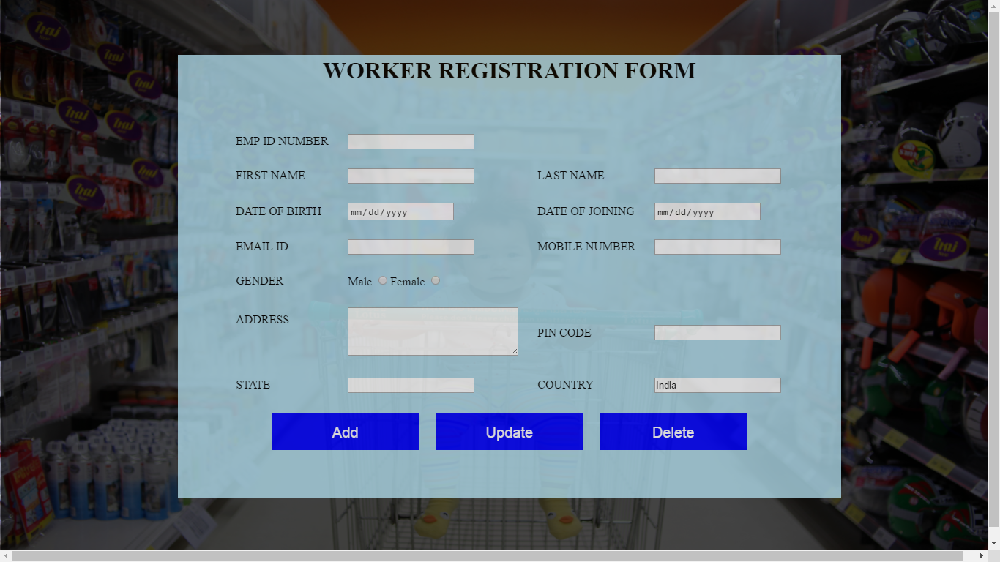 WORKER REGISTRATION FORM
EMP ID NUMBER
FIRST NAME LAST NAME
DATE OF BIRTH mm/dd/yyyy DATE OF JOINING mm/dd/yyyy
EMAIL ID MOBILE NUMBER
GENDER Male Female
ADDRESS
PIN CODE
STATE COUNTRY India
Add Update Delete